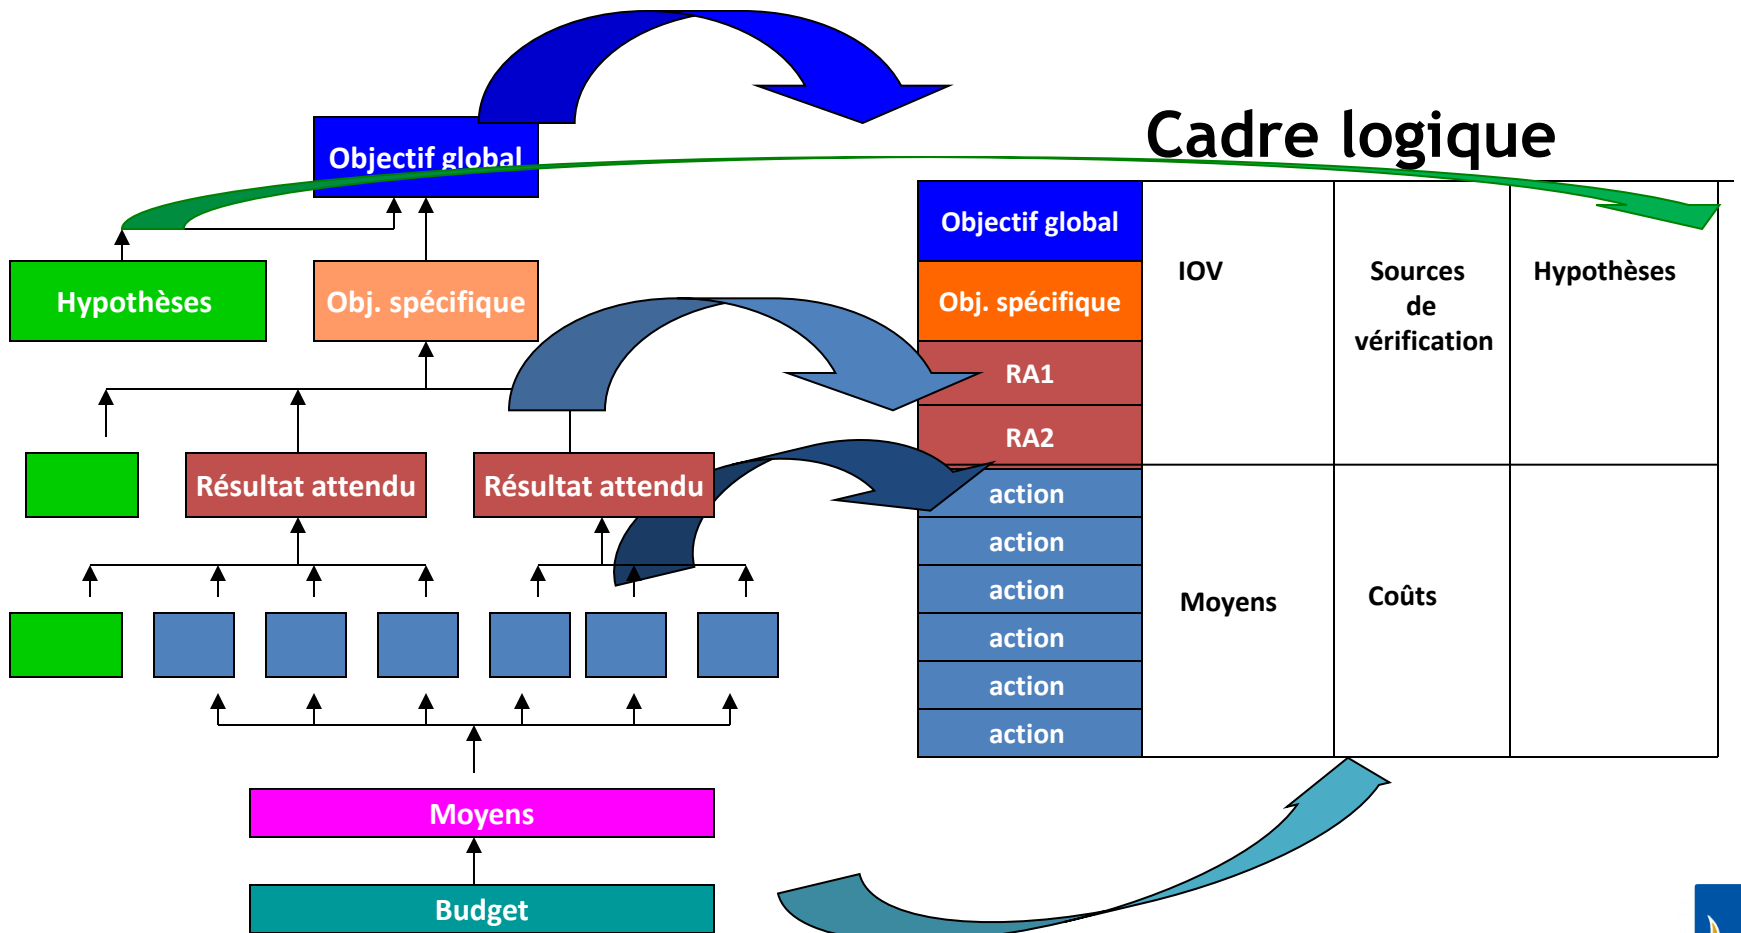 Cadre logique
Objectif global
Hypothèses
Obj. spécifique
Résultat attendu
Résultat attendu
Moyens
Budget
Objectif global
Obj. spécifique
RA1
RA2
action
action
action
action
action
action
IOV
Sources
de
vérification
Hypothèses
Moyens
Coûts